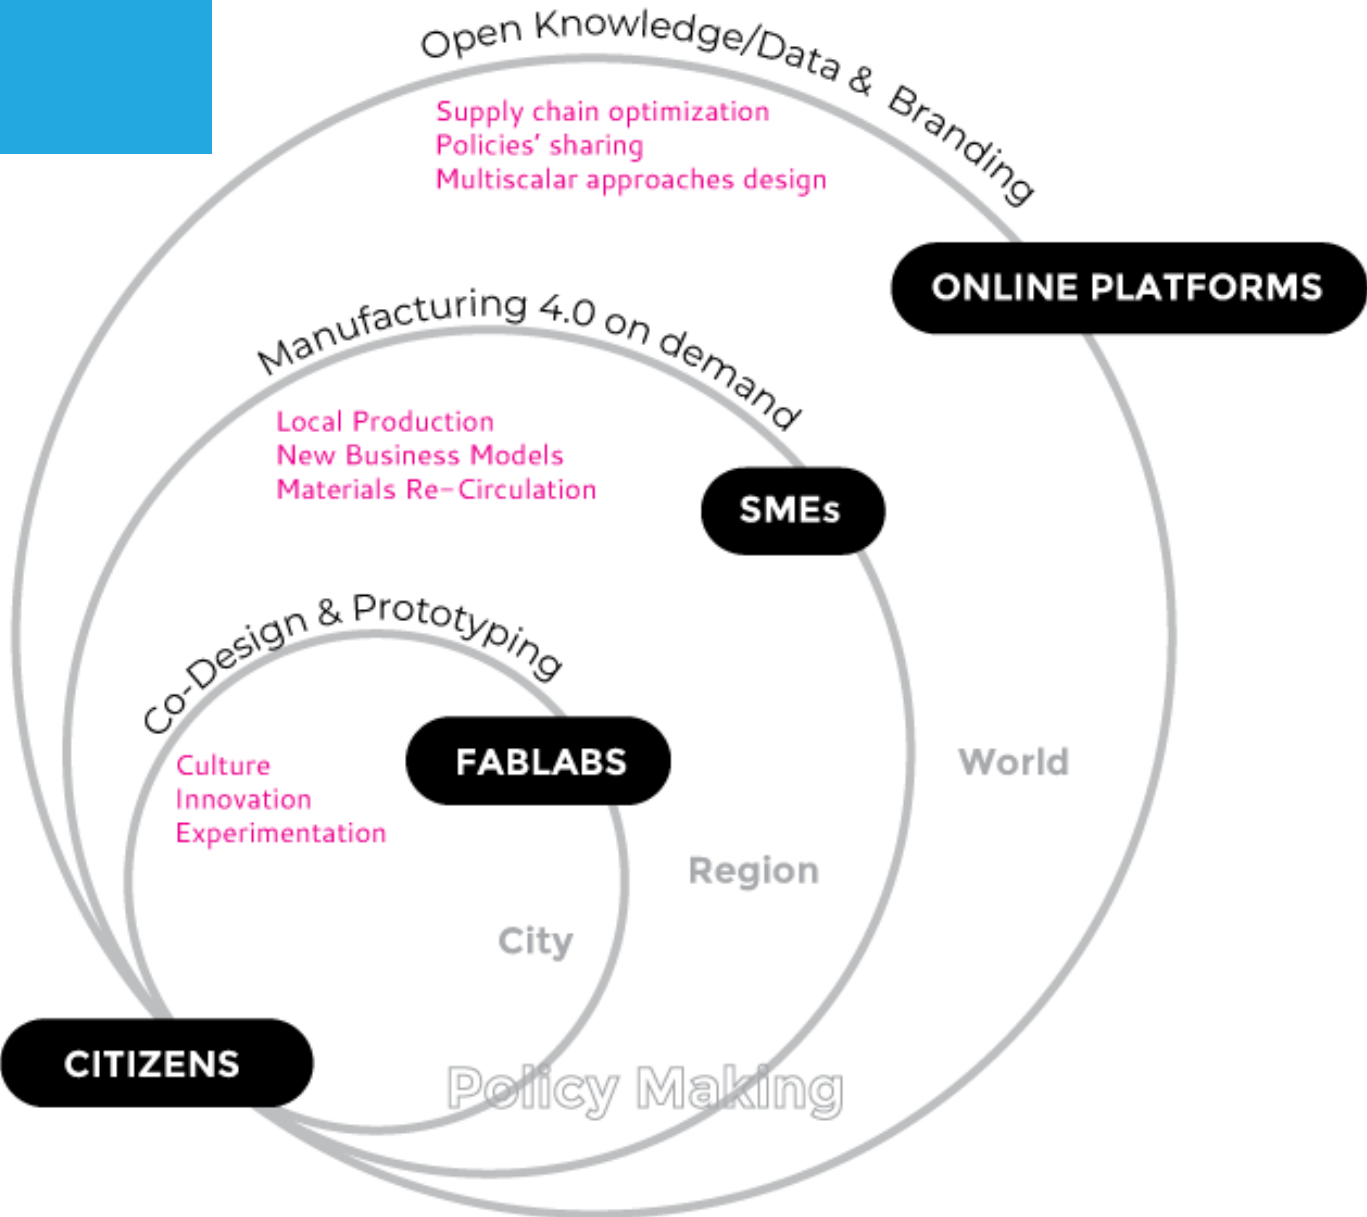 Open Knowledge/Data & Branding
Supply chain optimization
Policies’ sharing
Multiscalar approaches design
ONLINE PLATFORMS
Manufacturing 4.0 on demand
Local Production
New Business Models
Materials Re-Circulation
SMEs
Co-Design & Prototyping
FABLABS
Culture
Innovation
Experimentation
World
Region
City
CITIZENS
Policy Making